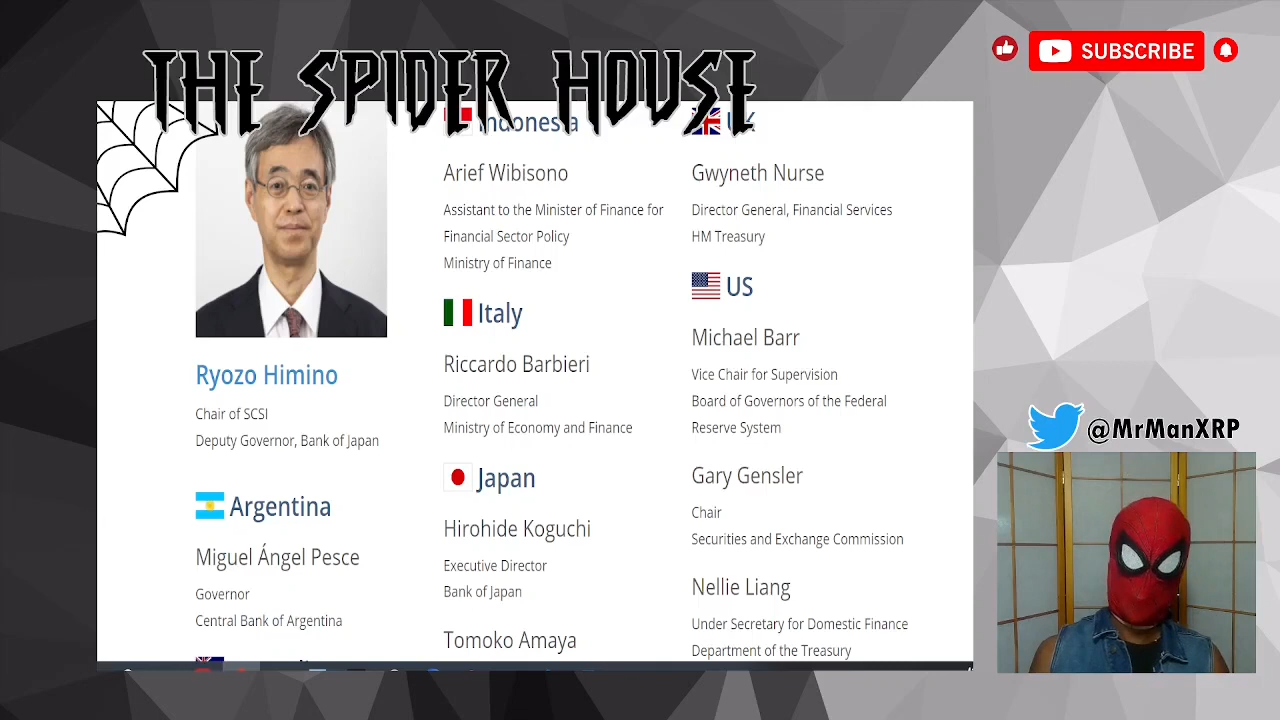 THE SPIDER HOUSE
SUBSCRIBE
Ryozo Himino
Chair of SCSI
Deputy Governor, Bank of Japan
Argentina
Miguel Ángel Pesce
Governor
Central Bank of Argentina
Indonesia
Arief Wibisono
Assistant to the Minister of Finance for
Financial Sector Policy
Ministry of Finance
Italy
Riccardo Barbieri
Director General
Ministry of Economy and Finance
Japan
Hirohide Koguchi
Executive Director
Bank of Japan
Tomoko Amaya
UK
Gwyneth Nurse
Director General, Financial Services
HM Treasury
US
Michael Barr
Vice Chair for Supervision
Board of Governors of the Federal
Reserve System
Gary Gensler
Chair
Securities and Exchange Commission
Nellie Liang
Under Secretary for Domestic Finance
Department of the Treasury
@MrManXRP